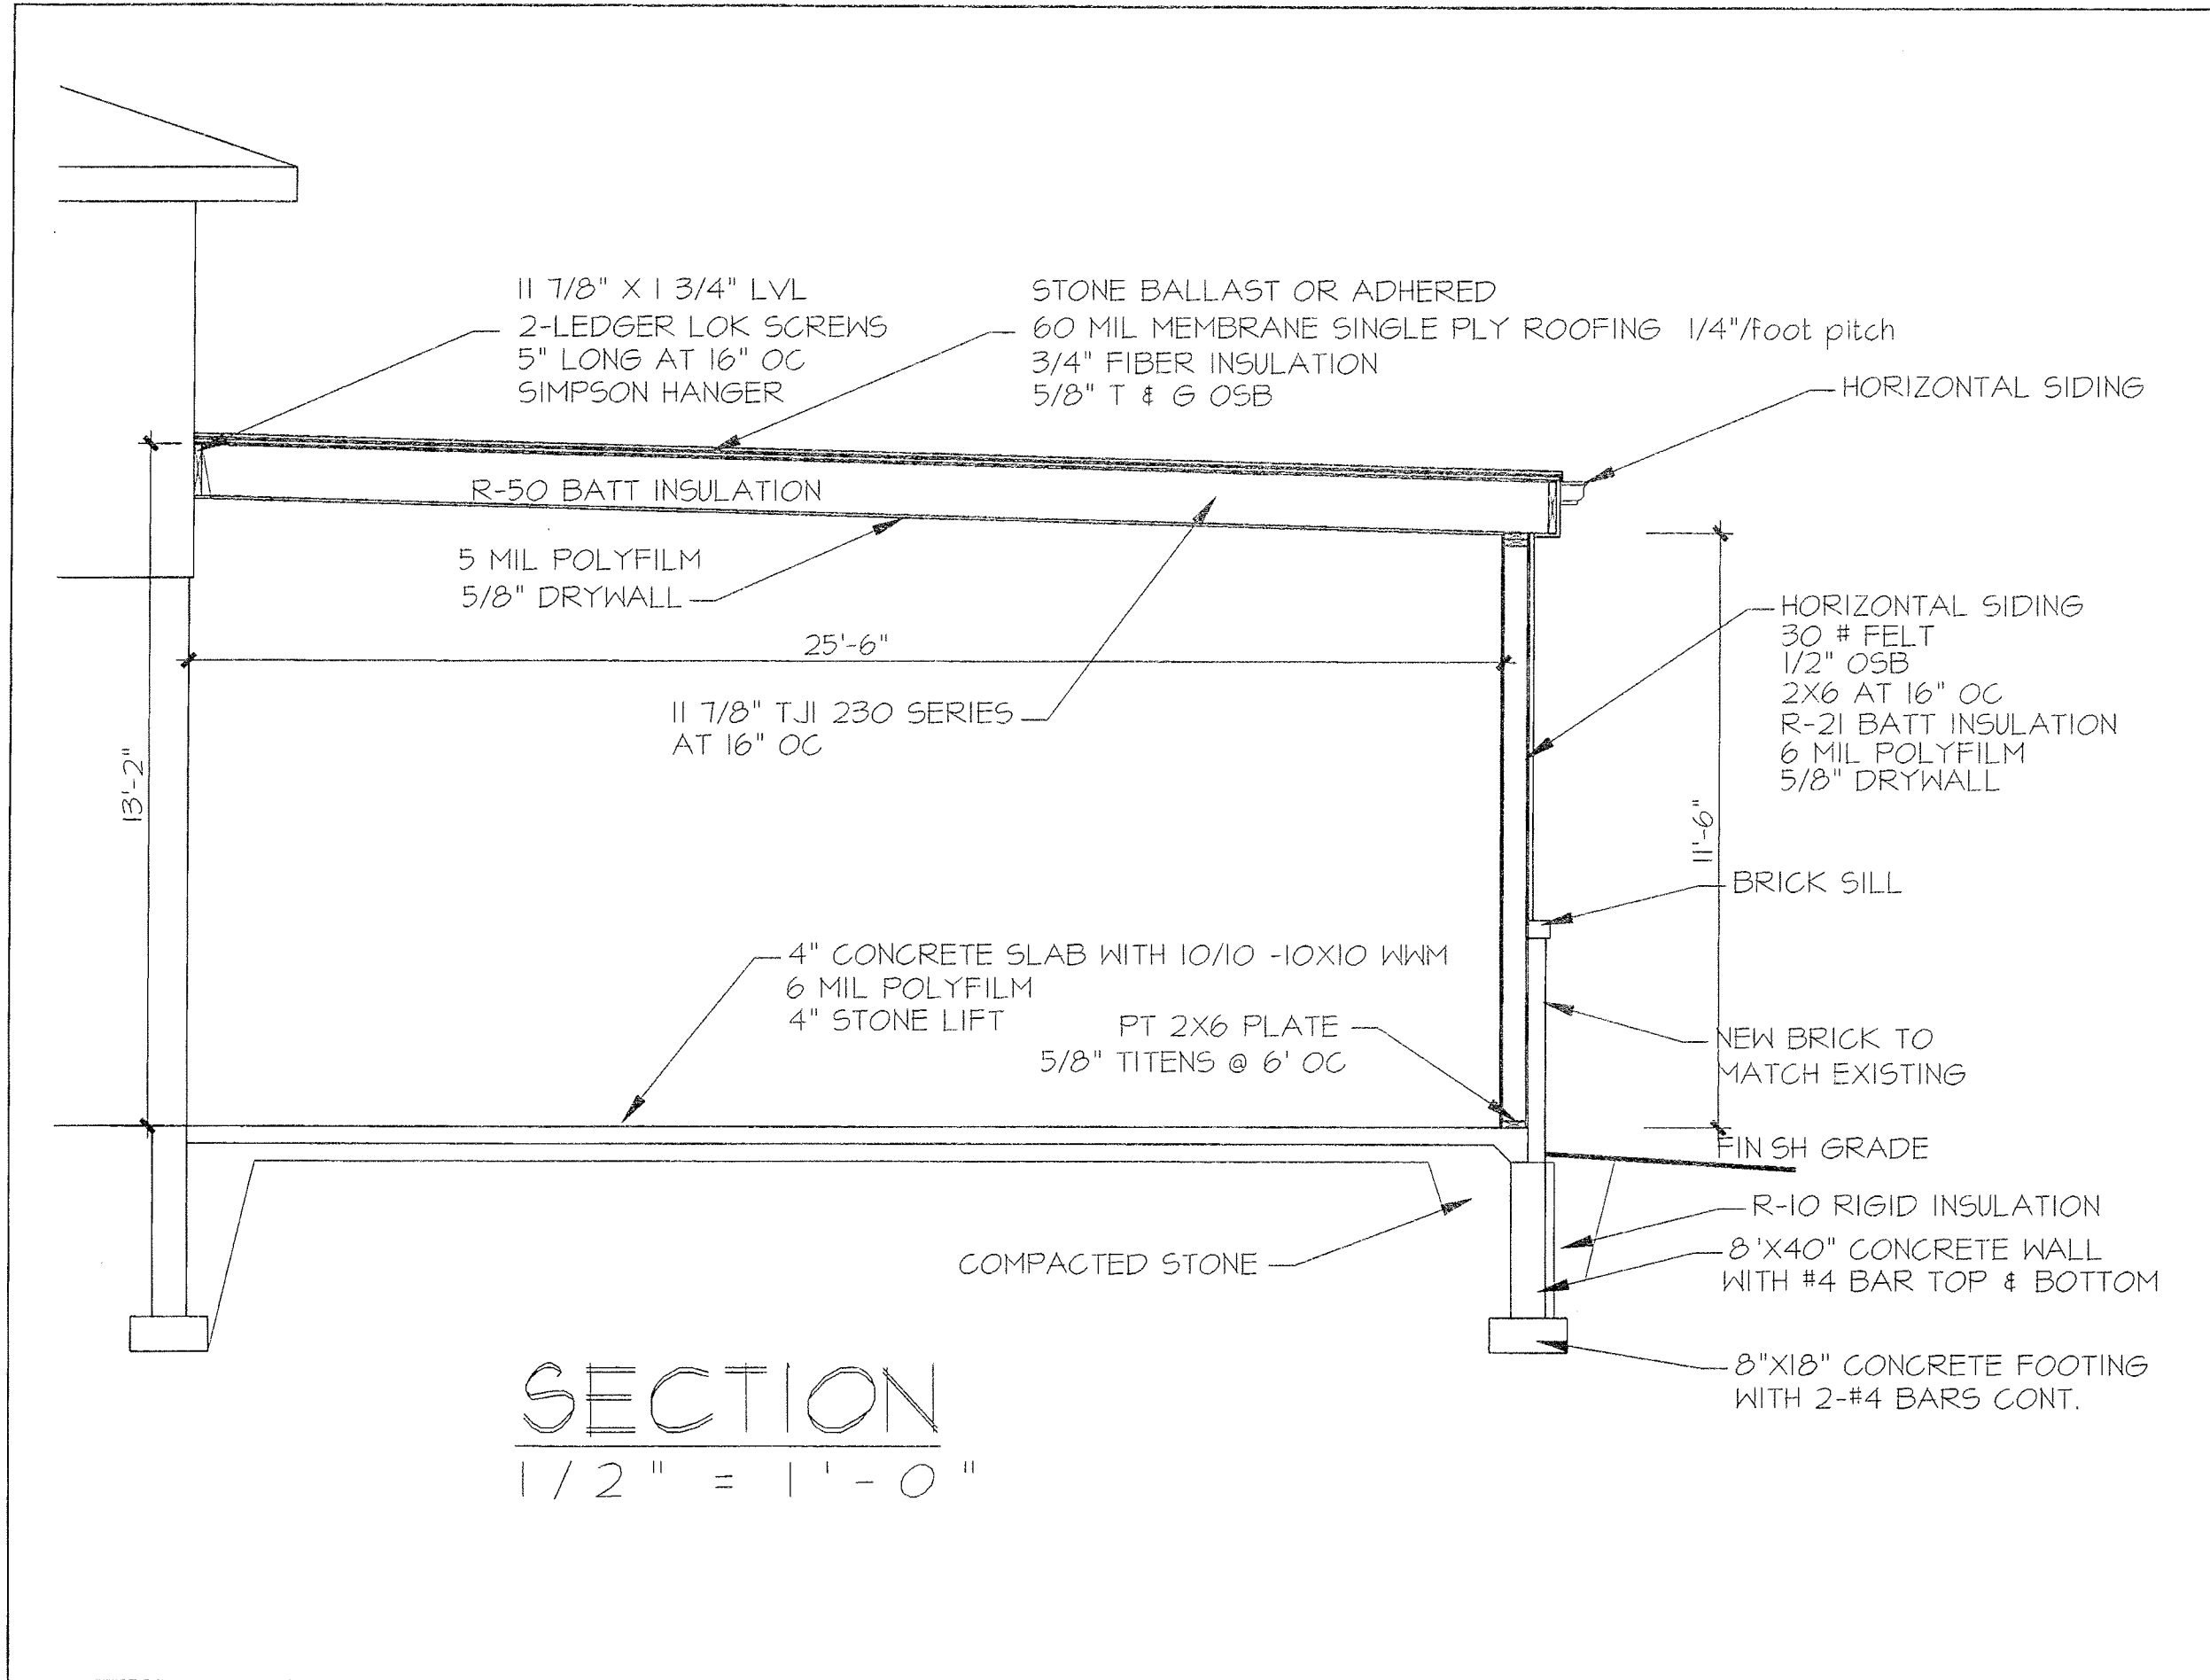 11 7/8" X 1 3/4" LVL
2-LEDGER LOK SCREWS
5" LONG AT 16" OC
SIMPSON HANGER
STONE BALLAST OR ADHERED
60 MIL MEMBRANE SINGLE PLY ROOFING 1/4"/foot pitch
3/4" FIBER INSULATION
5/8" T & G OSB
HORIZONTAL SIDING
R-50 BATT INSULATION
5 MIL POLYFILM
5/8" DRYWALL
25'-6"
11 7/8" TJI 230 SERIES
AT 16" OC
13'-2"
HORIZONTAL SIDING
30 # FELT
1/2" OSB
2X6 AT 16" OC
R-21 BATT INSULATION
6 MIL POLYFILM
5/8" DRYWALL
11'-6"
BRICK SILL
4" CONCRETE SLAB WITH 10/10 -10X10 WWM
6 MIL POLYFILM
4" STONE LIFT
PT 2X6 PLATE
5/8" TITENS @ 6' OC
NEW BRICK TO
MATCH EXISTING
FIN SH GRADE
R-10 RIGID INSULATION
8'X40" CONCRETE WALL
WITH #4 BAR TOP & BOTTOM
COMPACTED STONE
8"X18" CONCRETE FOOTING
WITH 2-#4 BARS CONT.
SECTION
1/2" = 1'-0"